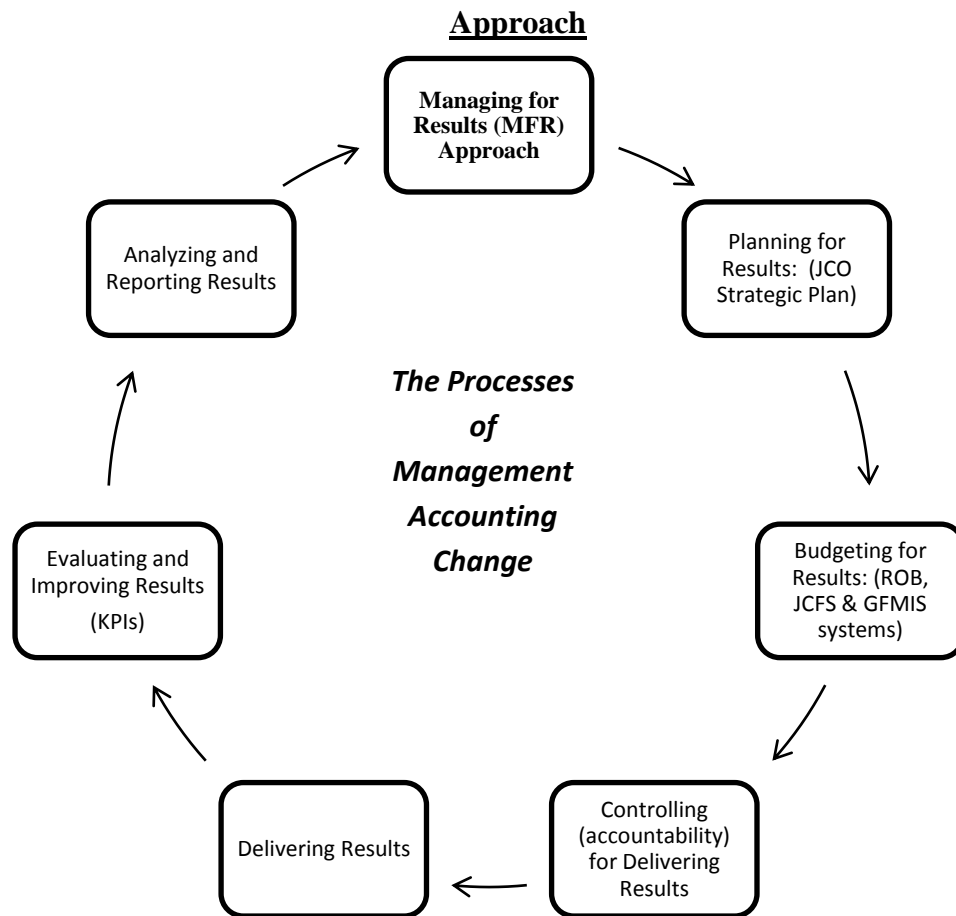 Approach
Managing for
Results (MFR)
Approach
Planning for
Results:  (JCO
Strategic Plan)
Budgeting for
Results: (ROB,
JCFS & GFMIS
systems)
Controlling
(accountability)
for Delivering
Results
Delivering Results
Evaluating and
Improving Results
(KPIs)
Analyzing and
Reporting Results
The Processes
of
Management
Accounting
Change